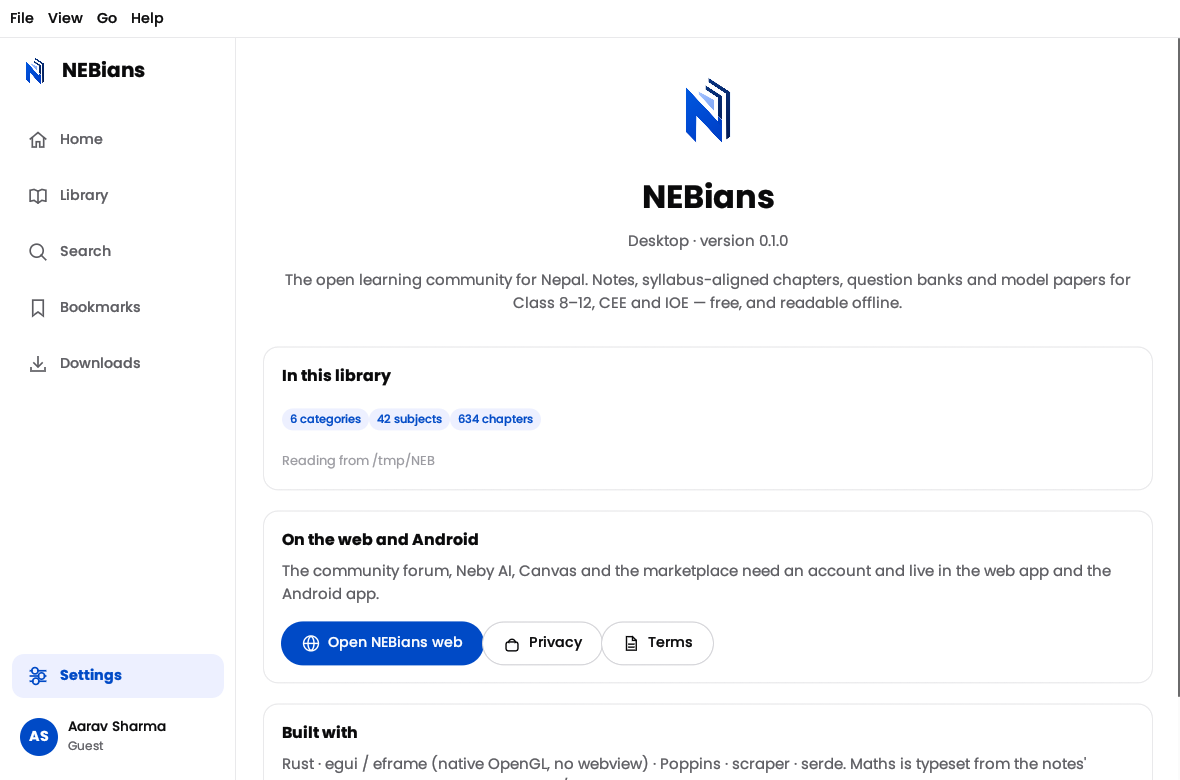 File View Go Help
NEBians
Home
Library
Search
Bookmarks
Downloads
Settings
AS
Aarav Sharma
Guest
NEBians
Desktop · version 0.1.0
The open learning community for Nepal. Notes, syllabus-aligned chapters, question banks and model papers for
Class 8–12, CEE and IOE — free, and readable offline.
In this library
6 categories 42 subjects 634 chapters
Reading from /tmp/NEB
On the web and Android
The community forum, Neby AI, Canvas and the marketplace need an account and live in the web app and the
Android app.
Open NEBians web Privacy Terms
Built with
Rust · egui / eframe (native OpenGL, no webview) · Poppins · scraper · serde. Maths is typeset from the notes'